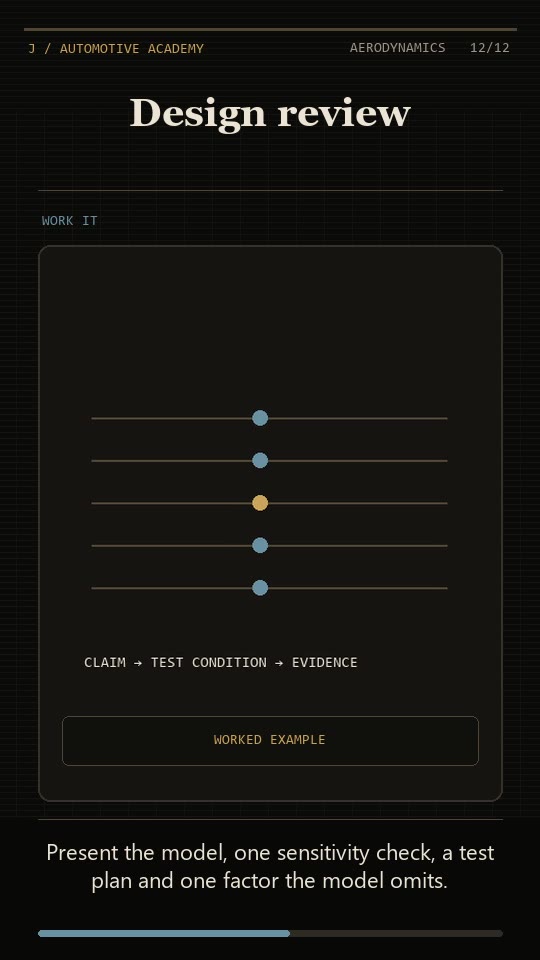 J / AUTOMOTIVE ACADEMY
AERODYNAMICS 12/12
Design review
WORK IT
CLAIM → TEST CONDITION → EVIDENCE
WORKED EXAMPLE
Present the model, one sensitivity check, a test
plan and one factor the model omits.